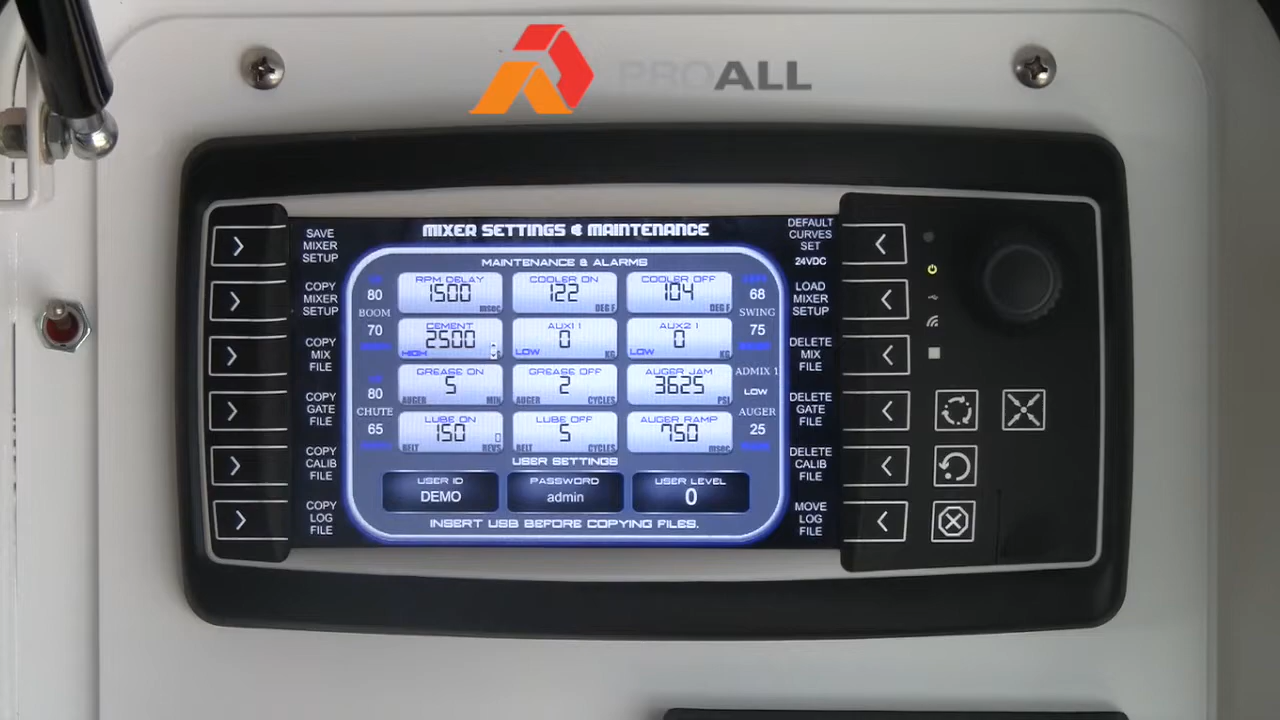 PROALL
MIXER SETTINGS & MAINTENANCE
SAVE
MIXER
SETUP
COPY
MIXER
SETUP
COPY
MIX
FILE
COPY
GATE
FILE
COPY
CALIB
FILE
COPY
LOG
FILE
MAINTENANCE & ALARMS
80
BOOM
70
80
CHUTE
65
RPM DELAY
1500
msec
COOLER ON
122
DEG F
COOLER OFF
104
DEG F
CEMENT
2500
HIGH
AUX1 1
0
LOW KG
AUX2 1
0
LOW KG
GREASE ON
5
AUGER MIN
GREASE OFF
2
AUGER CYCLES
AUGER JAM
3625
PSI
LUBE ON
150
BELT REVS
LUBE OFF
5
BELT CYCLES
AUGER RAMP
750
msec
68
SWING
75
ADMIX 1
LOW
AUGER
25
USER SETTINGS
USER ID
DEMO
PASSWORD
admin
USER LEVEL
0
INSERT USB BEFORE COPYING FILES.
DEFAULT
CURVES
SET
24VDC
LOAD
MIXER
SETUP
DELETE
MIX
FILE
DELETE
GATE
FILE
DELETE
CALIB
FILE
MOVE
LOG
FILE